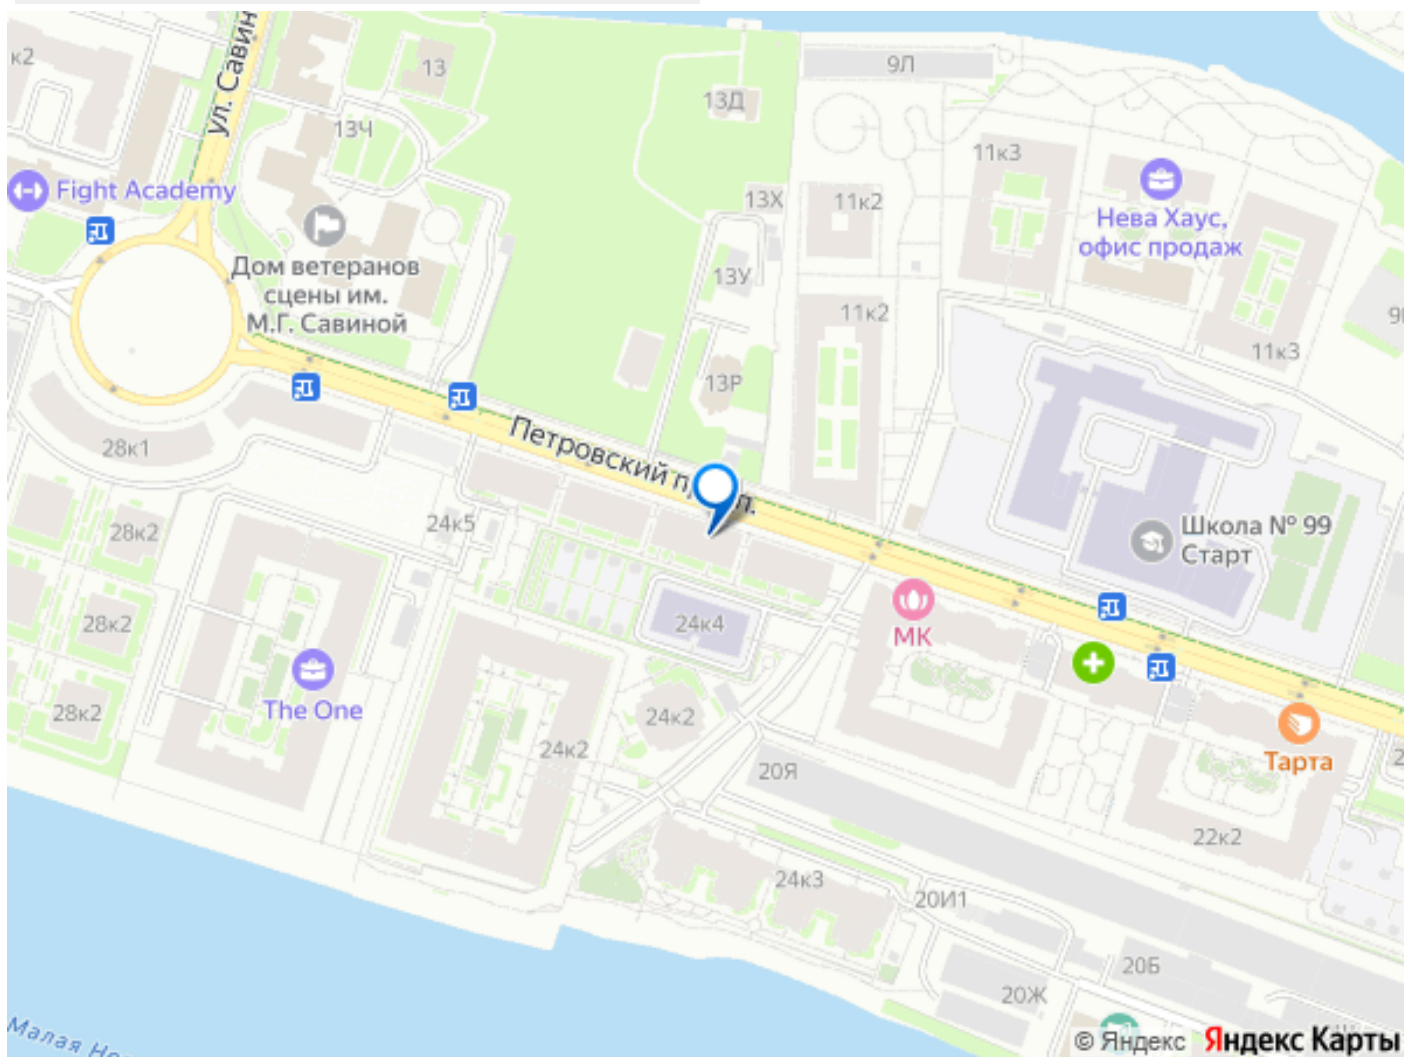 к2
ул. Савин
13
9Л
13Д
13Ч
11к3
Fight Academy
13Х
11к2
Нева Хаус,
офис продаж
Дом ветеранов
сцены им.
М.Г. Савиной
13У
11к2
11к3
13Р
28к1
Петровский
24к5
28к2
Школа № 99
Старт
28к2
24к4
МК
The One
28к2
24к2
24к2
20Я
Тарта
22к2
24к3
20И1
20Б
20Ж
Малая
© Яндекс Яндекс Карты